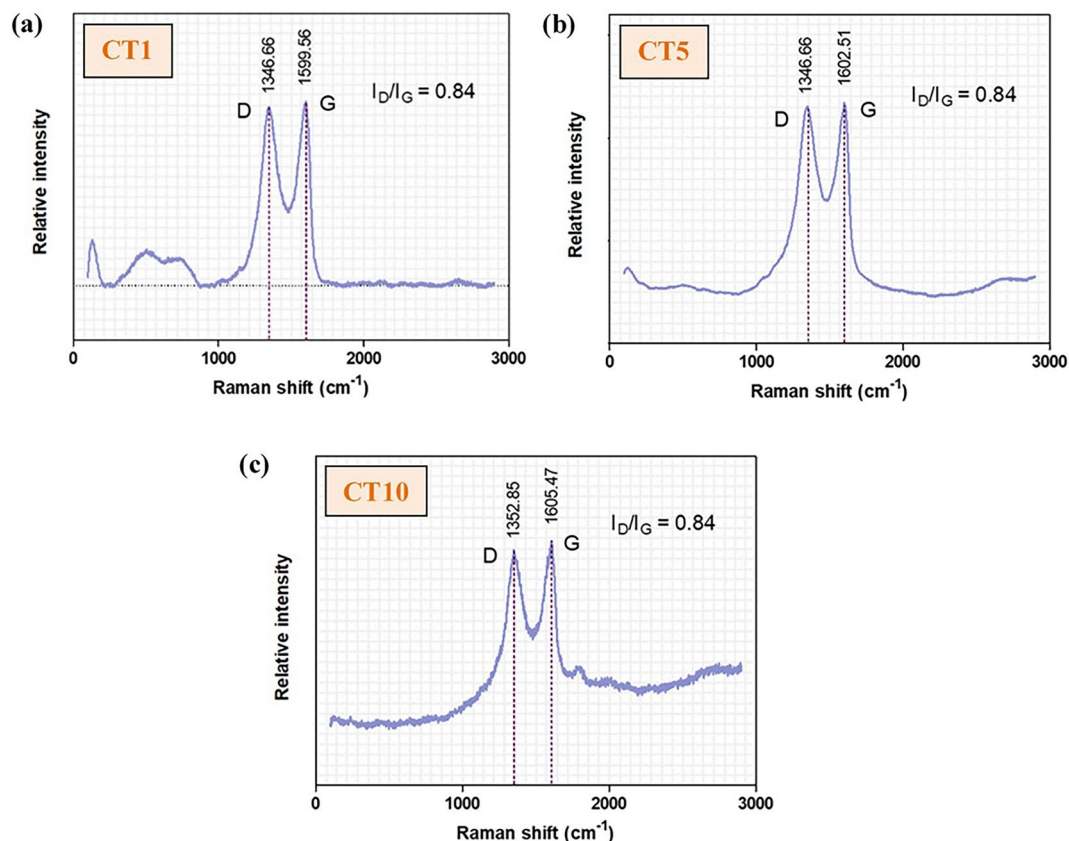 (a)
CT1
1346.66
1599.56
I_D/I_G = 0.84
D
G
Relative intensity
0
1000
2000
3000
Raman shift (cm⁻¹)
(b)
CT5
1346.66
1602.51
I_D/I_G = 0.84
D
G
Relative intensity
0
1000
2000
3000
Raman shift (cm⁻¹)
(c)
CT10
1352.85
1605.47
I_D/I_G = 0.84
D
G
Relative intensity
0
1000
2000
3000
Raman shift (cm⁻¹)